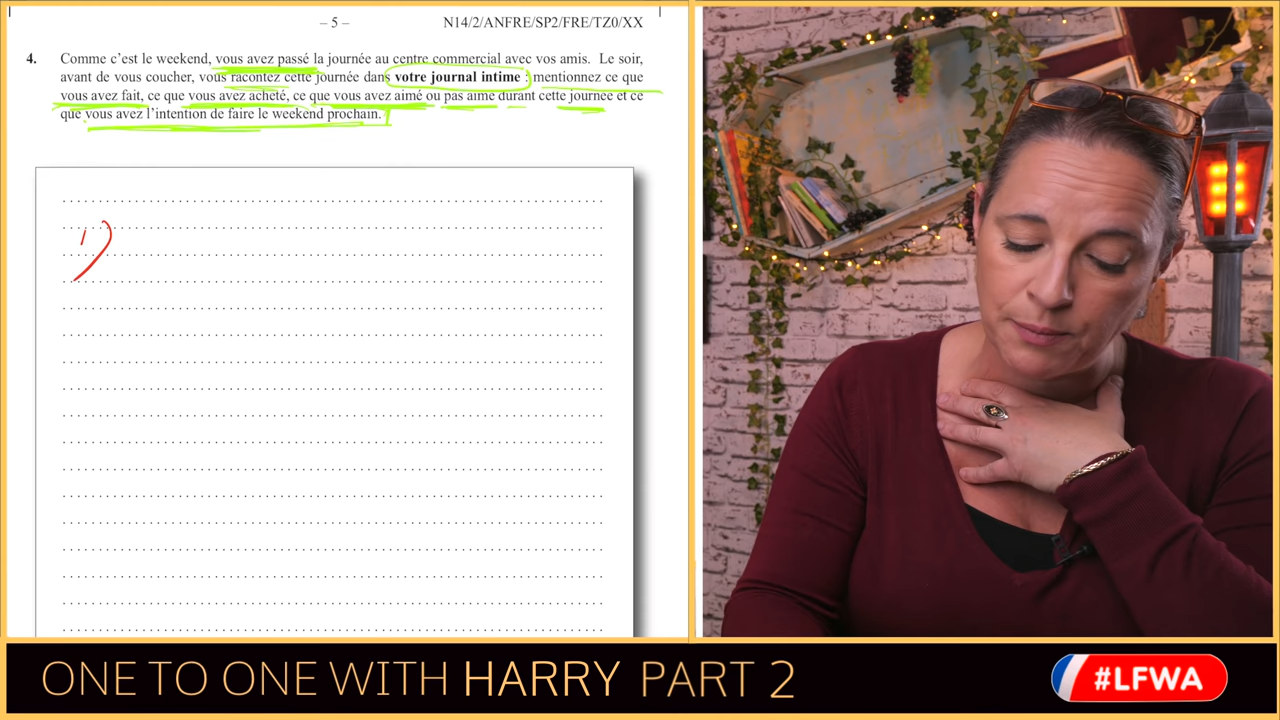 – 5 –
N14/2/ANFRE/SP2/FRE/TZ0/XX
4. Comme c’est le weekend, vous avez passé la journée au centre commercial avec vos amis. Le soir,
avant de vous coucher, vous racontez cette journée dans votre journal intime : mentionnez ce que
vous avez fait, ce que vous avez acheté, ce que vous avez aimé ou pas aimé durant cette journée et ce
que vous avez l’intention de faire le weekend prochain.
1)
ONE TO ONE WITH HARRY PART 2
#LFWA